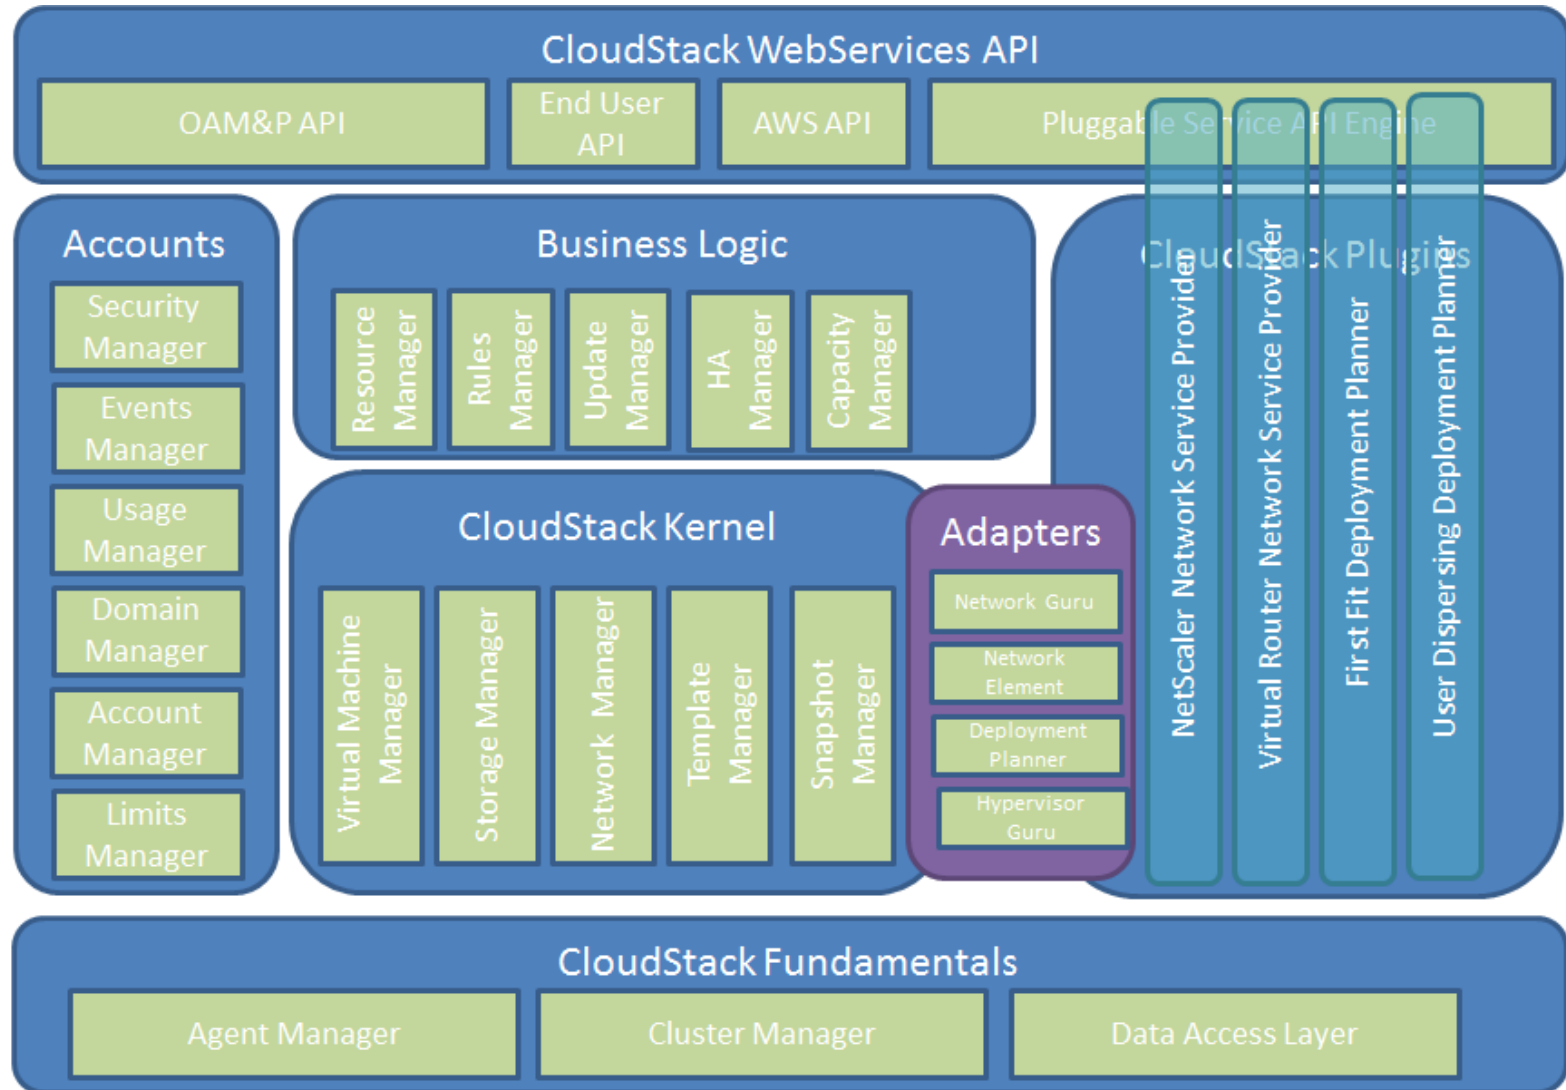 CloudStack WebServices API
OAM&P API
End User
API
AWS API
Pluggable Service API Engine
Accounts
Security
Manager
Events
Manager
Usage
Manager
Domain
Manager
Account
Manager
Limits
Manager
Business Logic
Resource
Manager
Rules
Manager
Update
Manager
HA
Manager
Capacity
Manager
CloudStack Kernel
Virtual Machine
Manager
Storage Manager
Network Manager
Template
Manager
Snapshot
Manager
Adapters
Network Guru
Network
Element
Deployment
Planner
Hypervisor
Guru
CloudStack Plugins
NetScaler Network Service Provider
Virtual Router Network Service Provider
First Fit Deployment Planner
User Dispersing Deployment Planner
CloudStack Fundamentals
Agent Manager
Cluster Manager
Data Access Layer